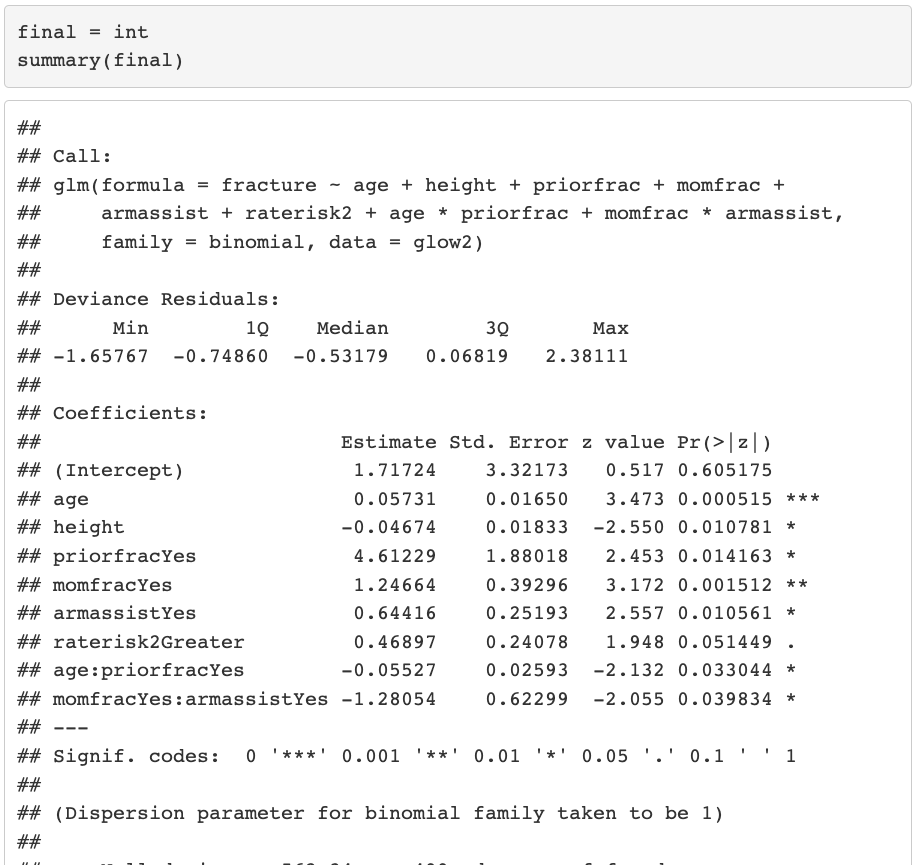 final = int
summary(final)
##
## Call:
## glm(formula = fracture ~ age + height + priorfrac + momfrac +
##     armassist + raterisk2 + age * priorfrac + momfrac * armassist,
##     family = binomial, data = glow2)
##
## Deviance Residuals:
##      Min        1Q    Median        3Q       Max
## -1.65767  -0.74860  -0.53179   0.06819   2.38111
##
## Coefficients:
##                         Estimate Std. Error z value Pr(>|z|)
## (Intercept)              1.71724    3.32173   0.517 0.605175
## age                      0.05731    0.01650   3.473 0.000515 ***
## height                  -0.04674    0.01833  -2.550 0.010781 *
## priorfracYes             4.61229    1.88018   2.453 0.014163 *
## momfracYes               1.24664    0.39296   3.172 0.001512 **
## armassistYes             0.64416    0.25193   2.557 0.010561 *
## raterisk2Greater         0.46897    0.24078   1.948 0.051449 .
## age:priorfracYes        -0.05527    0.02593  -2.132 0.033044 *
## momfracYes:armassistYes -1.28054    0.62299  -2.055 0.039834 *
## ---
## Signif. codes:  0 '***' 0.001 '**' 0.01 '*' 0.05 '.' 0.1 ' ' 1
##
## (Dispersion parameter for binomial family taken to be 1)
##